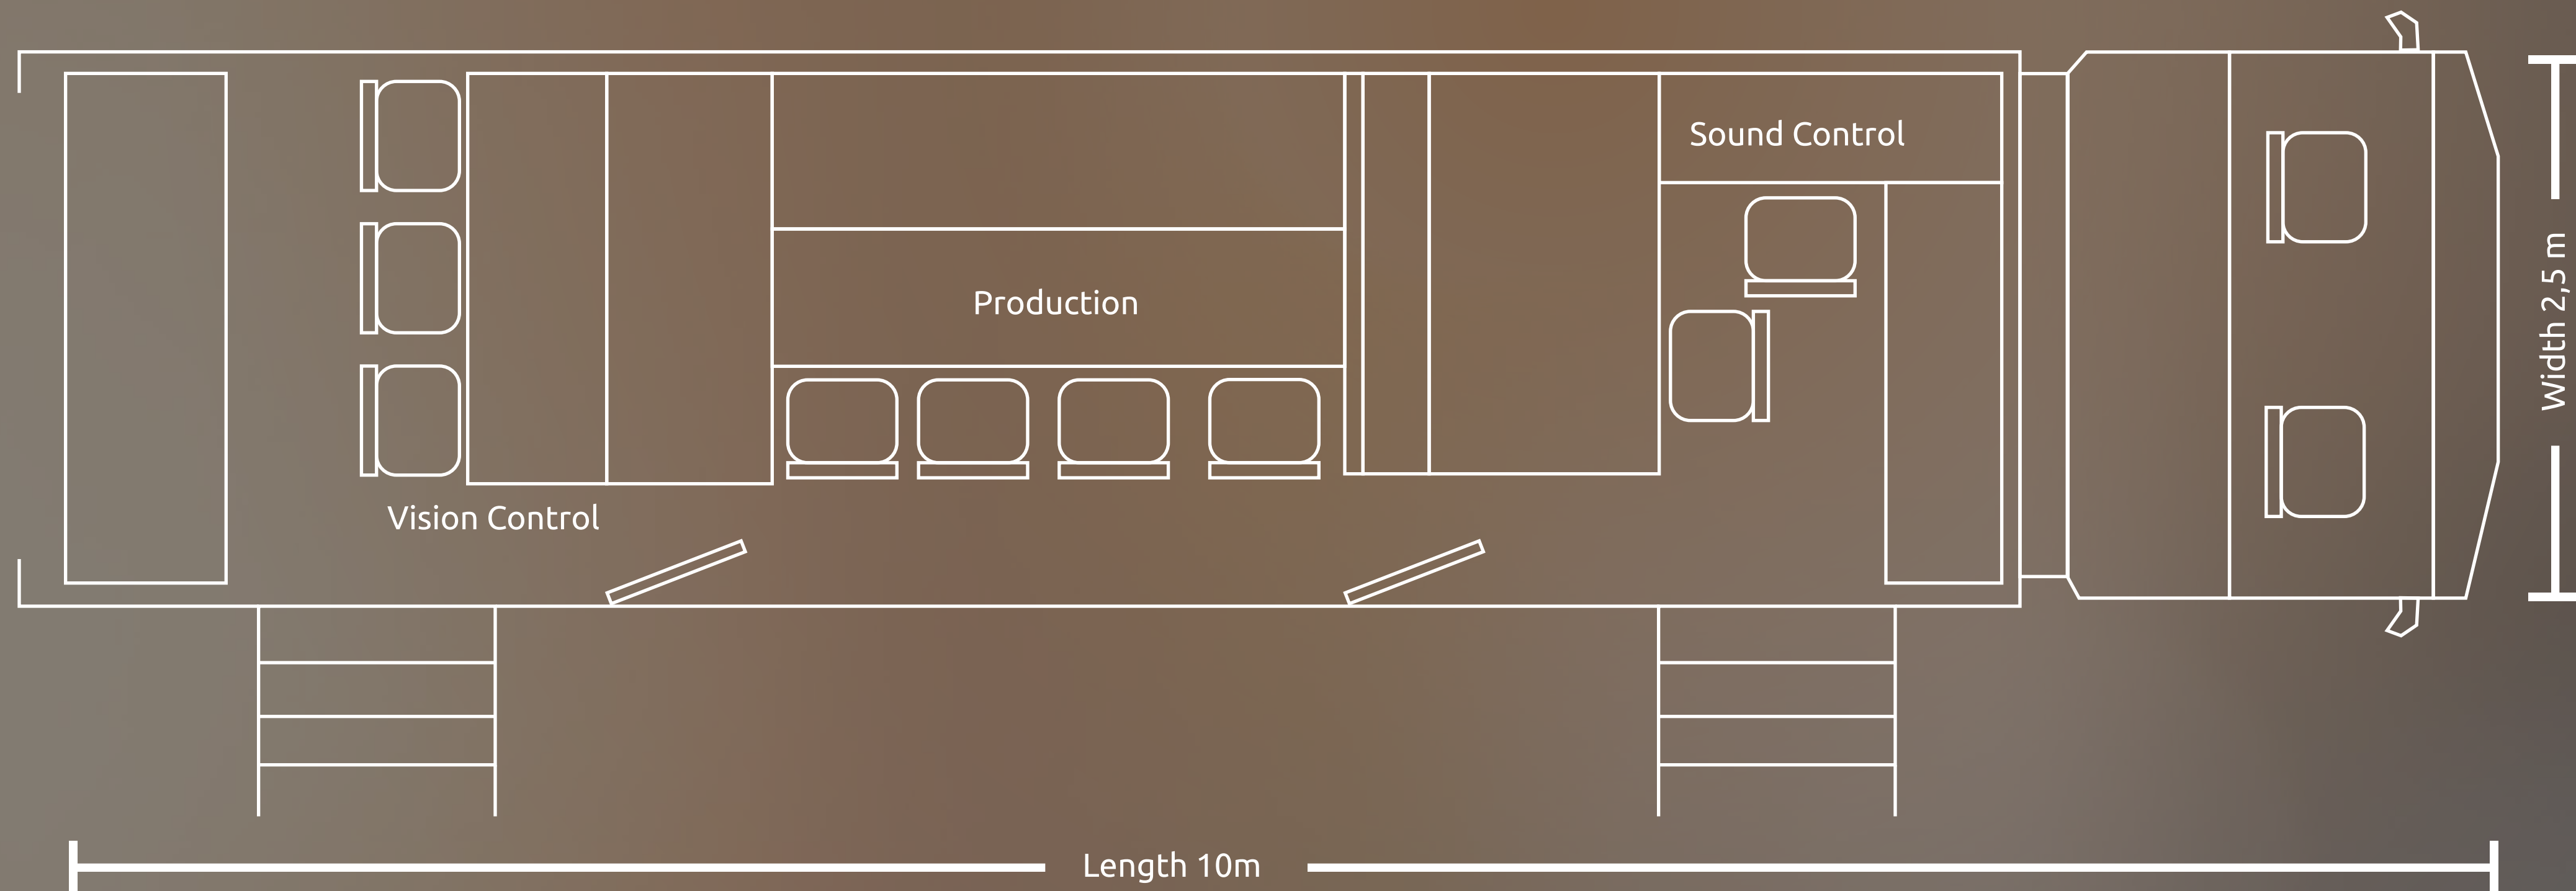 Sound Control
Production
Vision Control
Width 2,5 m
Length 10m